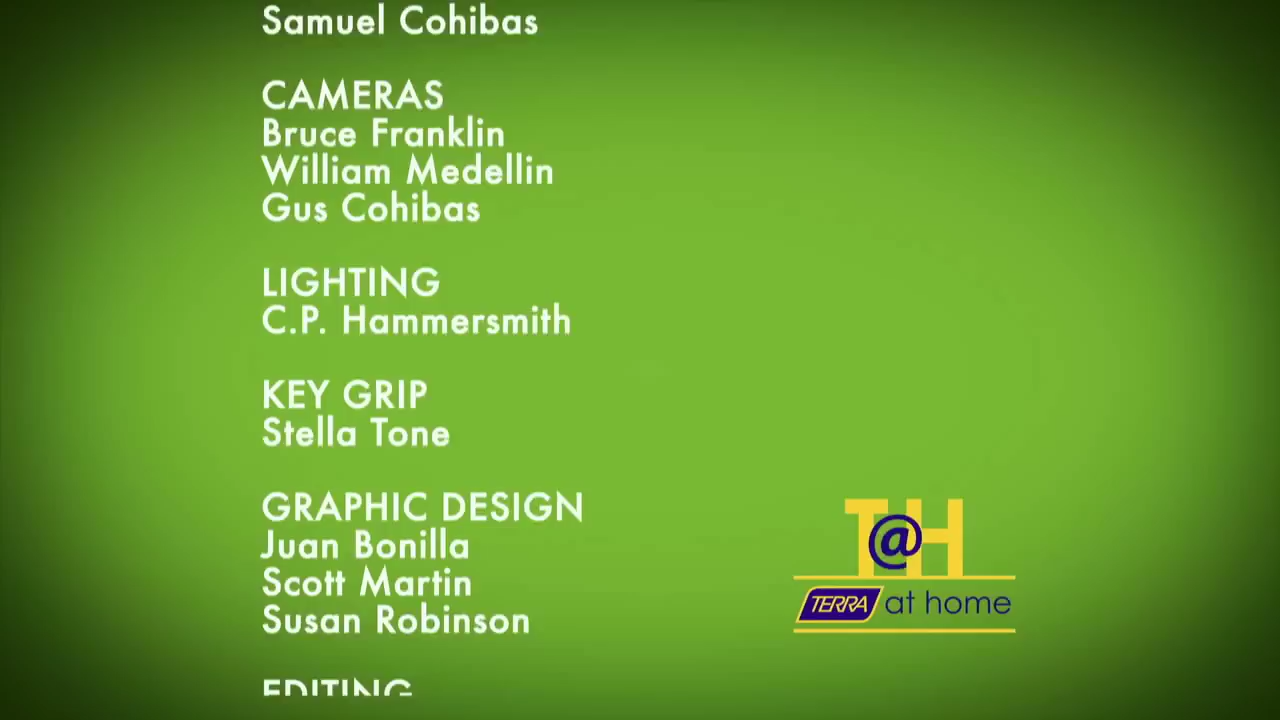 Samuel Cohibas
CAMERAS
Bruce Franklin
William Medellin
Gus Cohibas
LIGHTING
C.P. Hammersmith
KEY GRIP
Stella Tone
GRAPHIC DESIGN
Juan Bonilla
Scott Martin
Susan Robinson
EDITING
T@H
TERRA at home